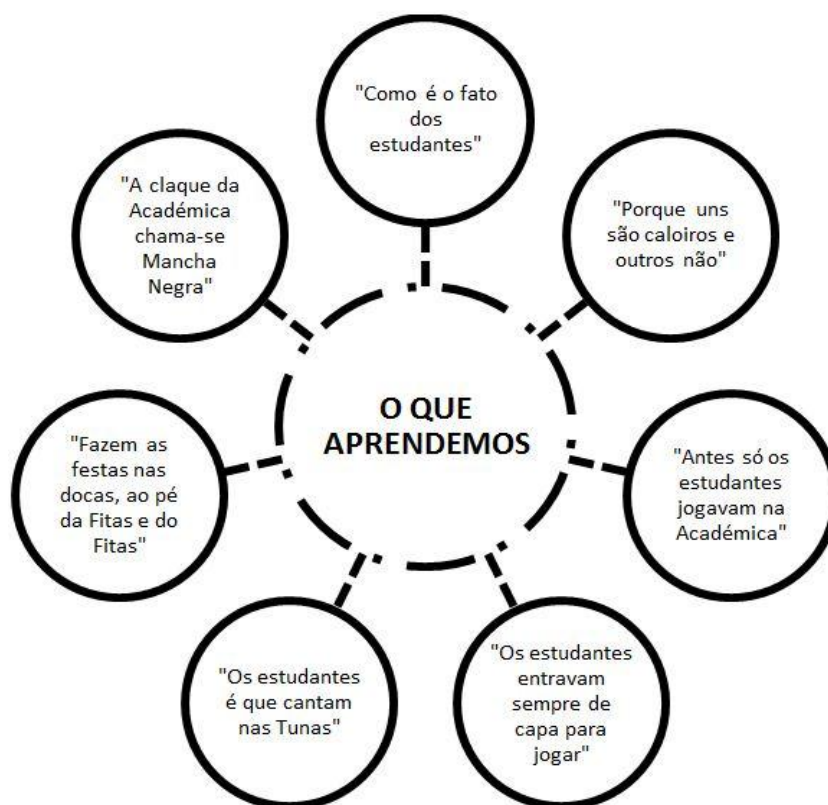 "Como é o fato
dos
estudantes"
"A claque da
Académica
chama-se
Mancha
Negra"
"Porque uns
são caloiros e
outros não"
O QUE
APRENDEMOS
"Fazem as
festas nas
docas, ao pé
da Fitas e do
Fitas"
"Antes só os
estudantes
jogavam na
Académica"
"Os estudantes
é que cantam
nas Tunas"
"Os estudantes
entravam
sempre de
capa para
jogar"